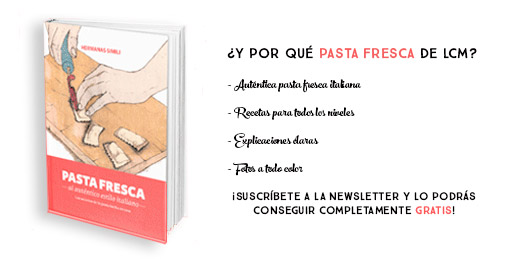 HERMANAS SIMILI
PASTA FRESCA
al auténtico estilo italiano
¿Y POR QUÉ PASTA FRESCA DE LCM?
- Auténtica pasta fresca italiana
- Recetas para todos los niveles
- Explicaciones claras
- Fotos a todo color
¡SUSCRÍBETE A LA NEWSLETTER Y LO PODRÁS
CONSEGUIR COMPLETAMENTE GRATIS!